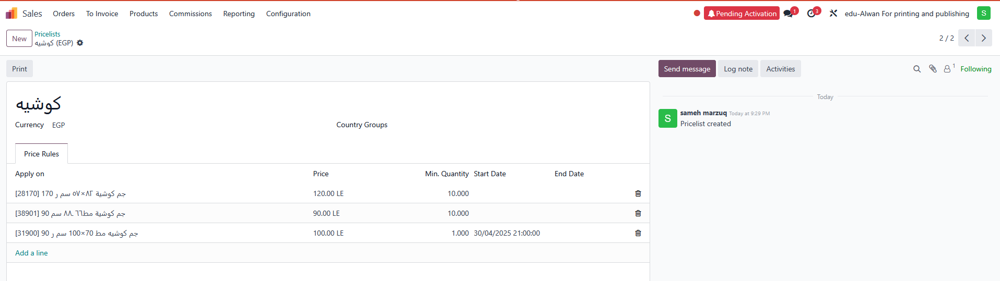 Sales Orders To Invoice Products Commissions Reporting Configuration Pending Activation 1 3 edu-Alwan For printing and publishing S
New Pricelists
كوشيه (EGP) 2 / 2
Print Send message Log note Activities 1 Following
كوشيه
Currency EGP Country Groups
Today
S sameh marzuq Today at 9:29 PM
Pricelist created
Price Rules
Apply on Price Min. Quantity Start Date End Date
[28170] 170 جم كوشية ٨٢×٥٧ سم ر 120.00 LE 10.000
[38901] 90 جم كوشية مط٦٦ ـ٨٨ سم 90.00 LE 10.000
[31900] 90 جم كوشيه مط 70×100 سم ر 100.00 LE 1.000 30/04/2025 21:00:00
Add a line